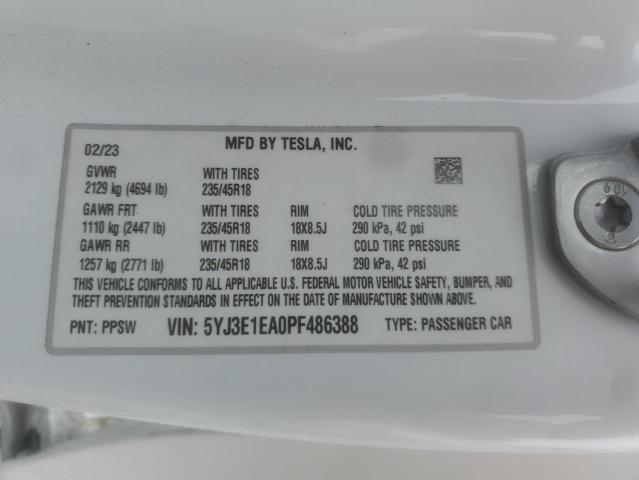 MFD BY TESLA, INC.
02/23
GVWR WITH TIRES
2129 kg (4694 lb) 235/45R18
GAWR FRT WITH TIRES RIM COLD TIRE PRESSURE
1110 kg (2447 lb) 235/45R18 18X8.5J 290 kPa, 42 psi
GAWR RR WITH TIRES RIM COLD TIRE PRESSURE
1257 kg (2771 lb) 235/45R18 18X8.5J 290 kPa, 42 psi
THIS VEHICLE CONFORMS TO ALL APPLICABLE U.S. FEDERAL MOTOR VEHICLE SAFETY, BUMPER, AND
THEFT PREVENTION STANDARDS IN EFFECT ON THE DATE OF MANUFACTURE SHOWN ABOVE.
PNT: PPSW VIN: 5YJ3E1EA0PF486388 TYPE: PASSENGER CAR
10.9